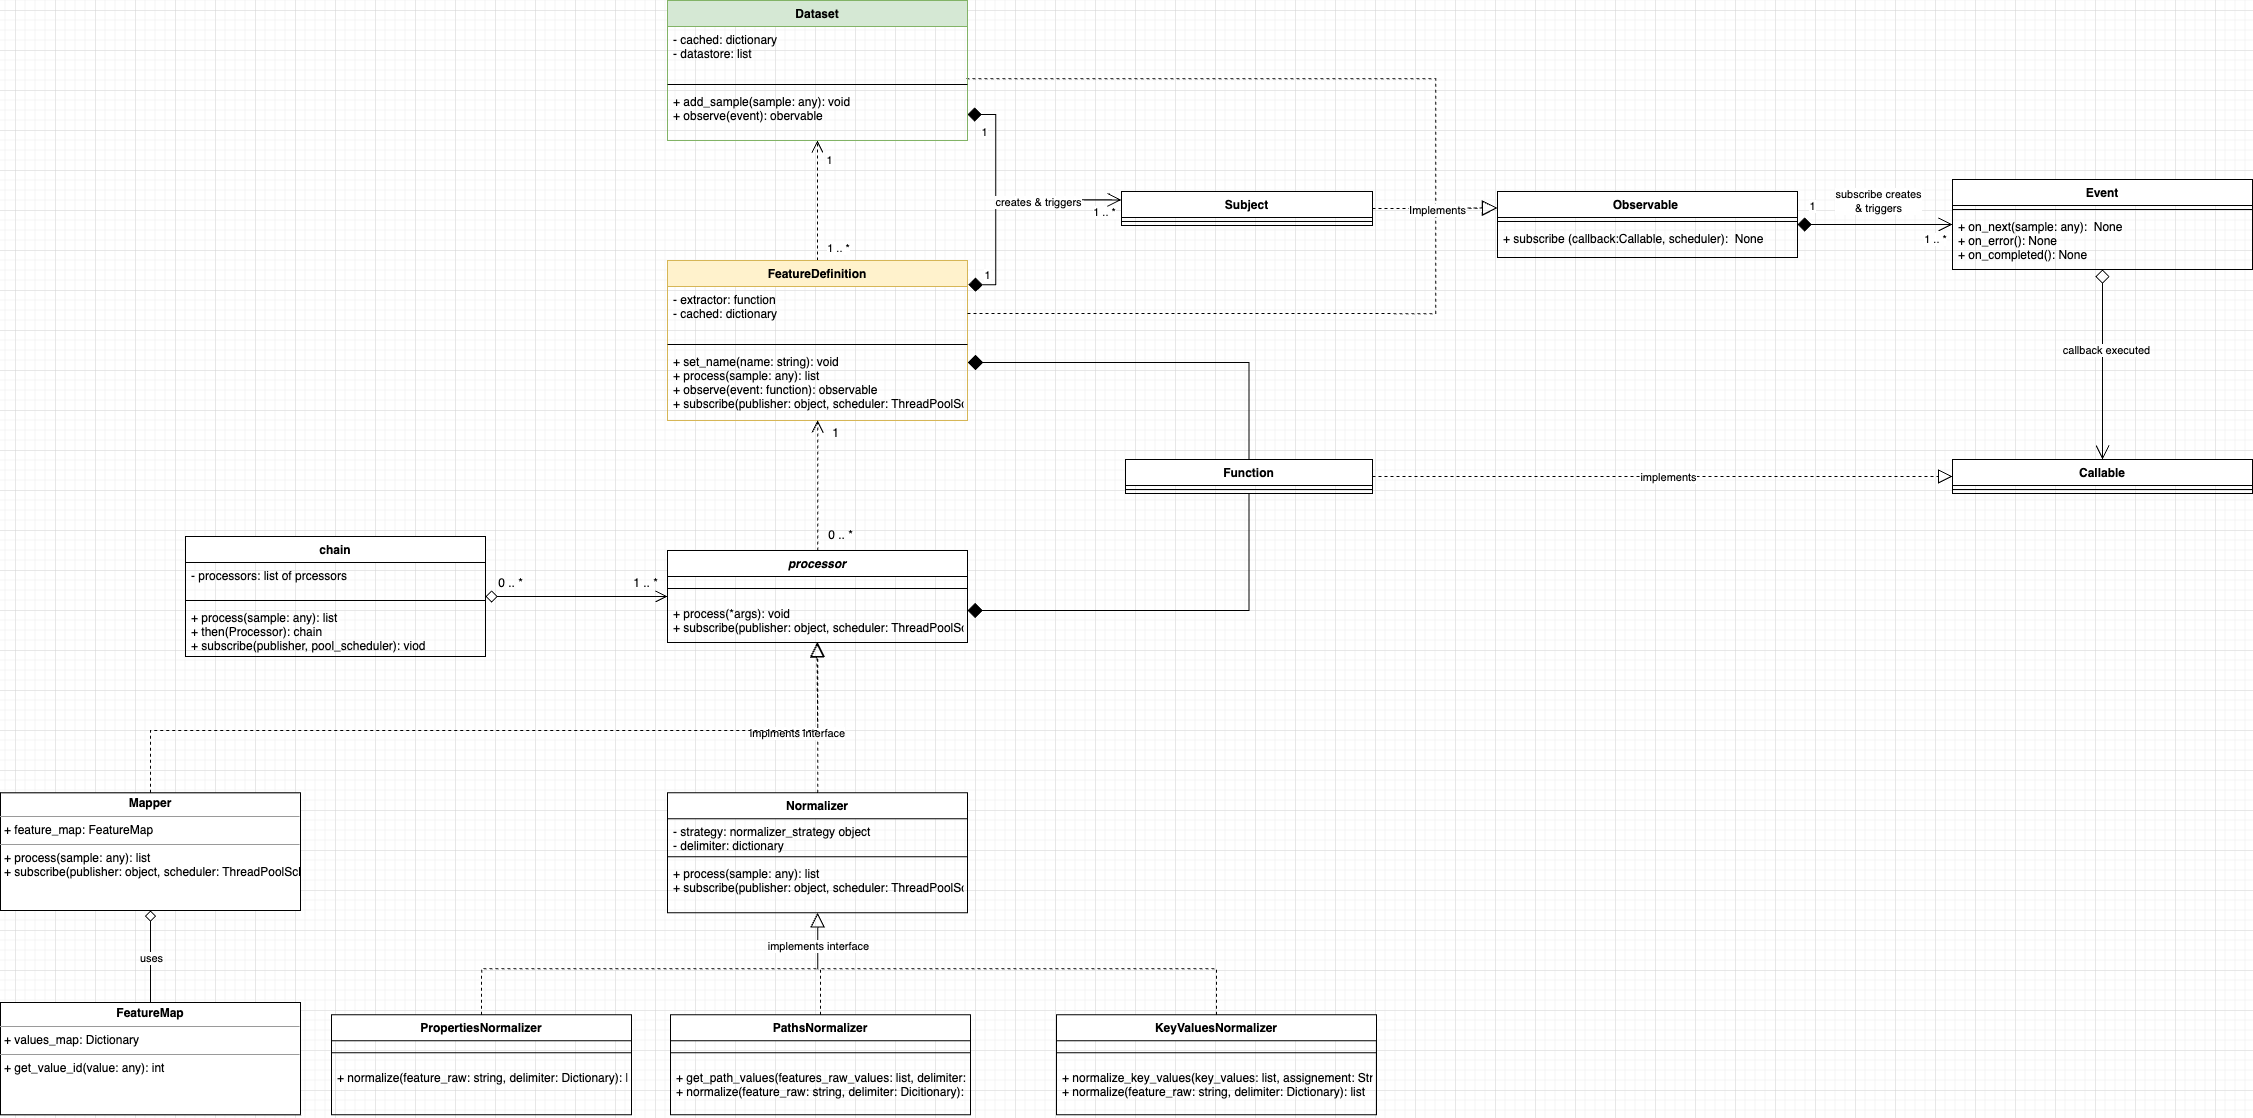 Dataset
- cached: dictionary
- datastore: list
+ add_sample(sample: any): void
+ observe(event): obervable
1
1
creates & triggers
1 .. *
Subject
Implements
Observable
+ subscribe (callback:Callable, scheduler):  None
1
subscribe creates
& triggers
1 .. *
Event
+ on_next(sample: any):  None
+ on_error(): None
+ on_completed(): None
1 .. *
FeatureDefinition
1
- extractor: function
- cached: dictionary
+ set_name(name: string): void
+ process(sample: any): list
+ observe(event: function): observable
+ subscribe(publisher: object, scheduler: ThreadPoolSc
callback executed
1
Function
implements
Callable
0 .. *
chain
- processors: list of prcessors
+ process(sample: any): list
+ then(Processor): chain
+ subscribe(publisher, pool_scheduler): viod
0 .. *
1 .. *
processor
+ process(*args): void
+ subscribe(publisher: object, scheduler: ThreadPoolSc
implments interface
Mapper
+ feature_map: FeatureMap
+ process(sample: any): list
+ subscribe(publisher: object, scheduler: ThreadPoolScl
Normalizer
- strategy: normalizer_strategy object
- delimiter: dictionary
+ process(sample: any): list
+ subscribe(publisher: object, scheduler: ThreadPoolSc
uses
implements interface
FeatureMap
+ values_map: Dictionary
+ get_value_id(value: any): int
PropertiesNormalizer
+ normalize(feature_raw: string, delimiter: Dictionary): l
PathsNormalizer
+ get_path_values(features_raw_values: list, delimiter:
+ normalize(feature_raw: string, delimiter: Dicitionary):
KeyValuesNormalizer
+ normalize_key_values(key_values: list, assignement: Str
+ normalize(feature_raw: string, delimiter: Dictionary): list